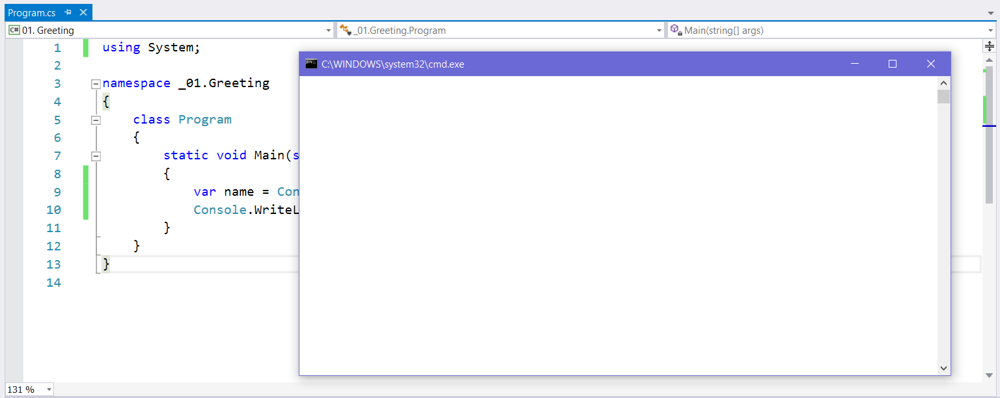 Program.cs
C# 01. Greeting
_01.Greeting.Program
Main(string[] args)
1 using System;
2
3 namespace _01.Greeting
4 {
5 class Program
6 {
7 static void Main(s
8 {
9 var name = Con
10 Console.WriteL
11 }
12 }
13 }
14
C:\WINDOWS\system32\cmd.exe
131 %